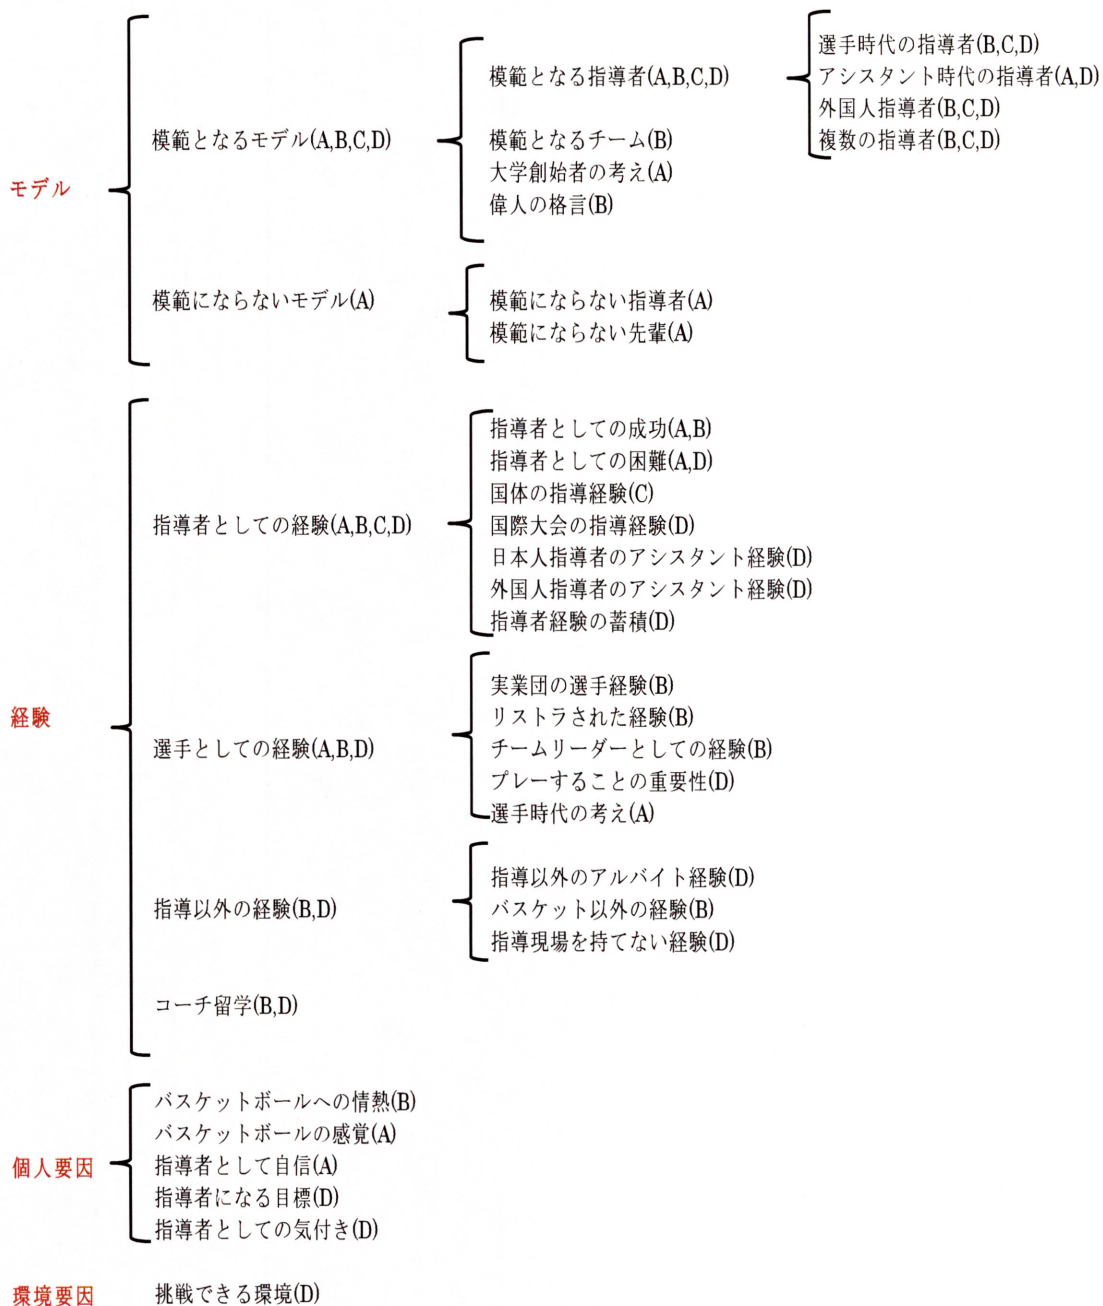 モデル
模範となるモデル(A,B,C,D)
模範となる指導者(A,B,C,D)
選手時代の指導者(B,C,D)
アシスタント時代の指導者(A,D)
外国人指導者(B,C,D)
複数の指導者(B,C,D)
模範となるチーム(B)
大学創始者の考え(A)
偉人の格言(B)
模範にならないモデル(A)
模範にならない指導者(A)
模範にならない先輩(A)
経験
指導者としての経験(A,B,C,D)
指導者としての成功(A,B)
指導者としての困難(A,D)
国体の指導経験(C)
国際大会の指導経験(D)
日本人指導者のアシスタント経験(D)
外国人指導者のアシスタント経験(D)
指導者経験の蓄積(D)
選手としての経験(A,B,D)
実業団の選手経験(B)
リストラされた経験(B)
チームリーダーとしての経験(B)
プレーすることの重要性(D)
選手時代の考え(A)
指導以外の経験(B,D)
指導以外のアルバイト経験(D)
バスケット以外の経験(B)
指導現場を持てない経験(D)
コーチ留学(B,D)
個人要因
バスケットボールへの情熱(B)
バスケットボールの感覚(A)
指導者として自信(A)
指導者になる目標(D)
指導者としての気付き(D)
環境要因
挑戦できる環境(D)